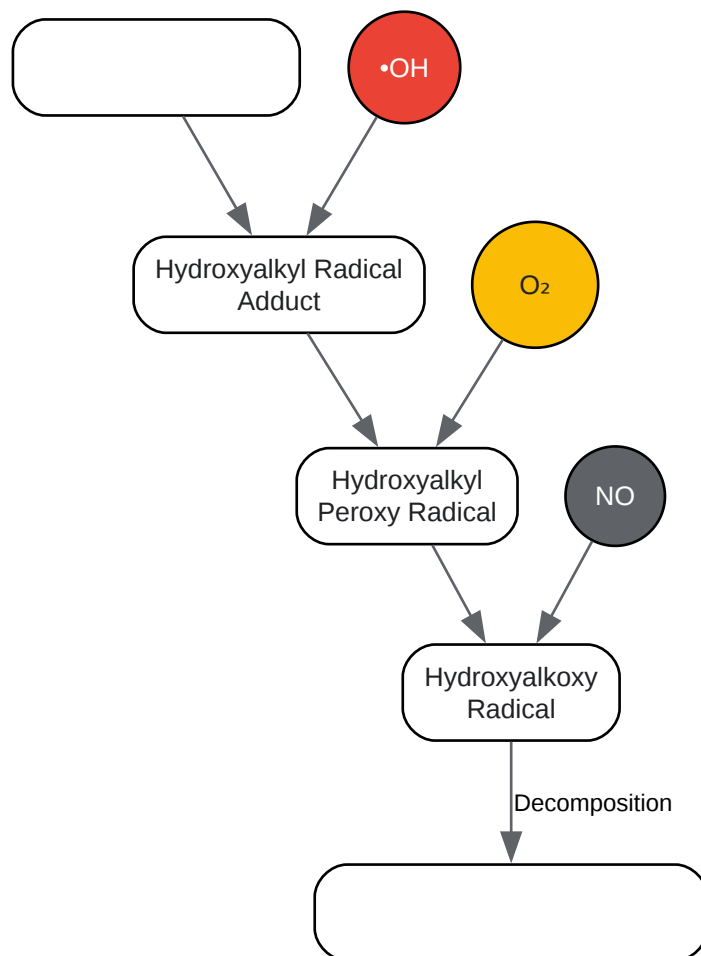 •OH
Hydroxyalkyl Radical
Adduct
O₂
Hydroxyalkyl
Peroxy Radical
NO
Hydroxyalkoxy
Radical
Decomposition